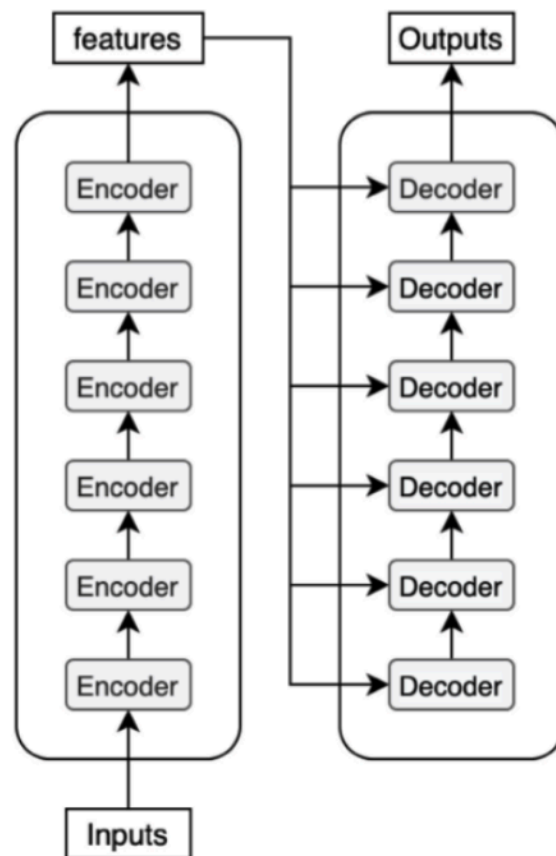 features
Outputs
Encoder
Decoder
Encoder
Decoder
Encoder
Decoder
Encoder
Decoder
Encoder
Decoder
Encoder
Decoder
Inputs